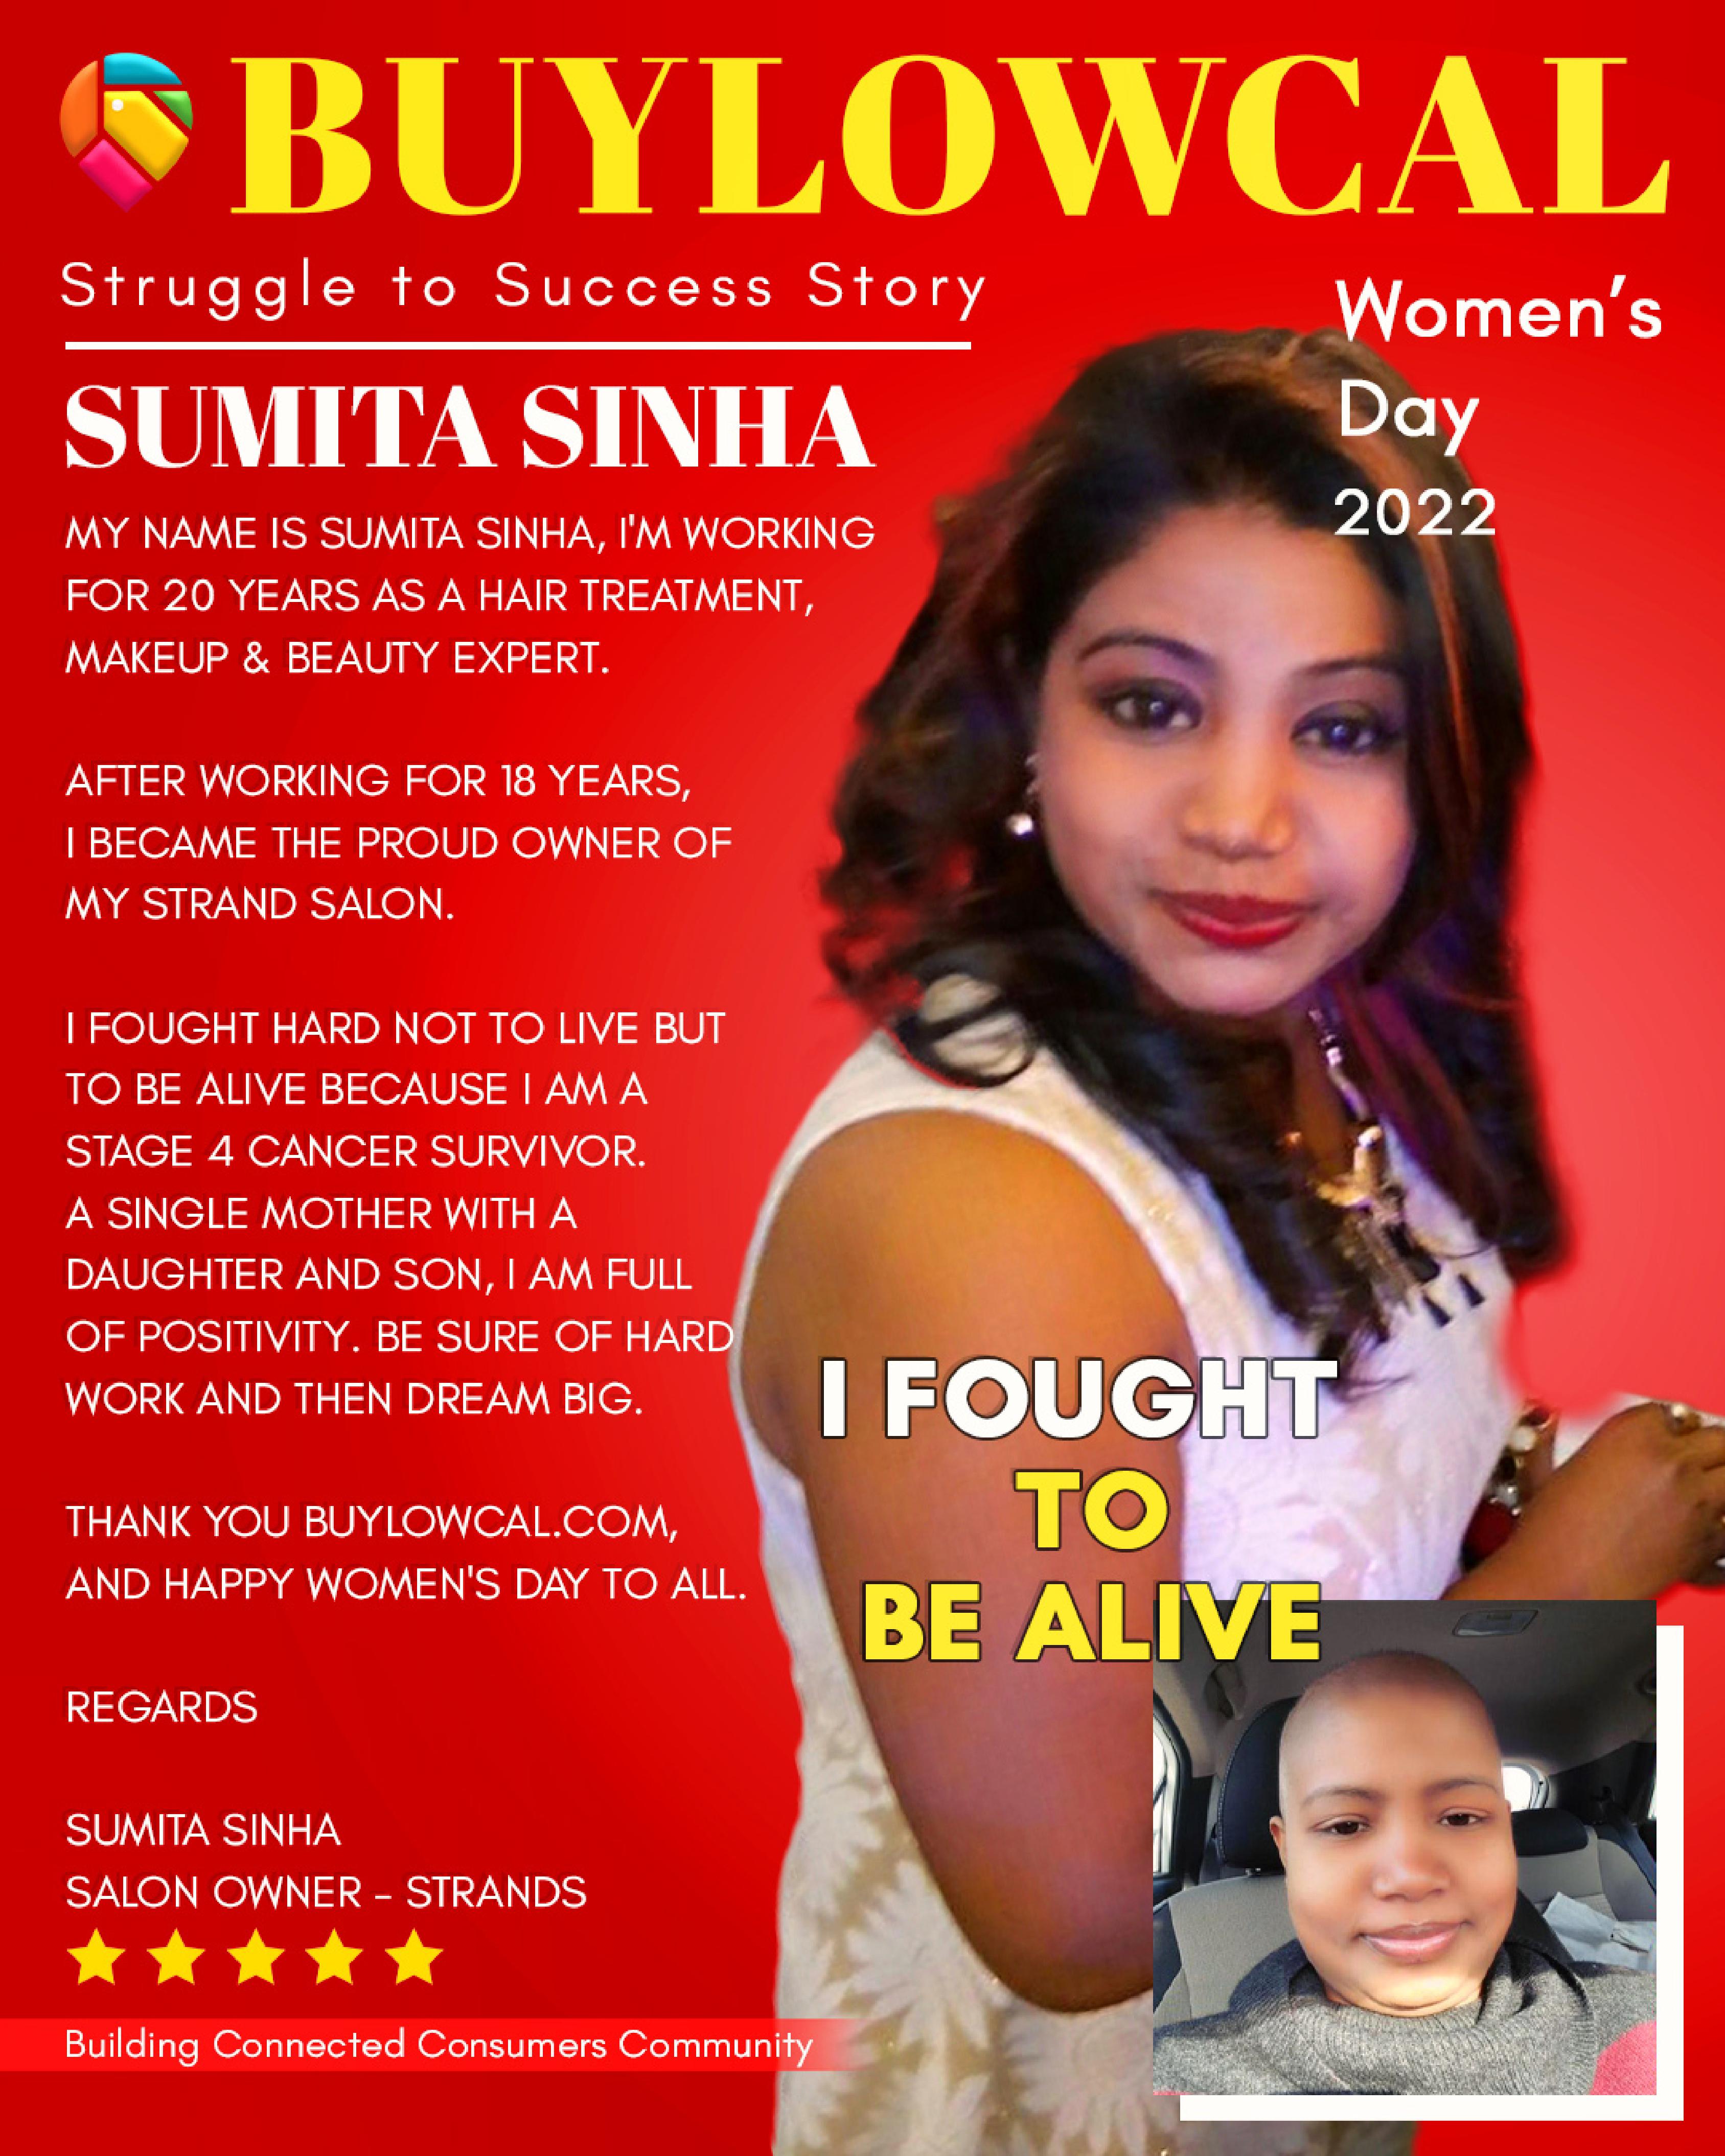 BUYLOWCAL
Struggle to Success Story
Women's
Day
2022
SUMITA SINHA
MY NAME IS SUMITA SINHA, I'M WORKING
FOR 20 YEARS AS A HAIR TREATMENT,
MAKEUP & BEAUTY EXPERT.
AFTER WORKING FOR 18 YEARS,
I BECAME THE PROUD OWNER OF
MY STRAND SALON.
I FOUGHT HARD NOT TO LIVE BUT
TO BE ALIVE BECAUSE I AM A
STAGE 4 CANCER SURVIVOR.
A SINGLE MOTHER WITH A
DAUGHTER AND SON, I AM FULL
OF POSITIVITY. BE SURE OF HARD
WORK AND THEN DREAM BIG.
THANK YOU BUYLOWCAL.COM,
AND HAPPY WOMEN'S DAY TO ALL.
REGARDS
SUMITA SINHA
SALON OWNER - STRANDS
I FOUGHT
TO
BE ALIVE
Building Connected Consumers Community